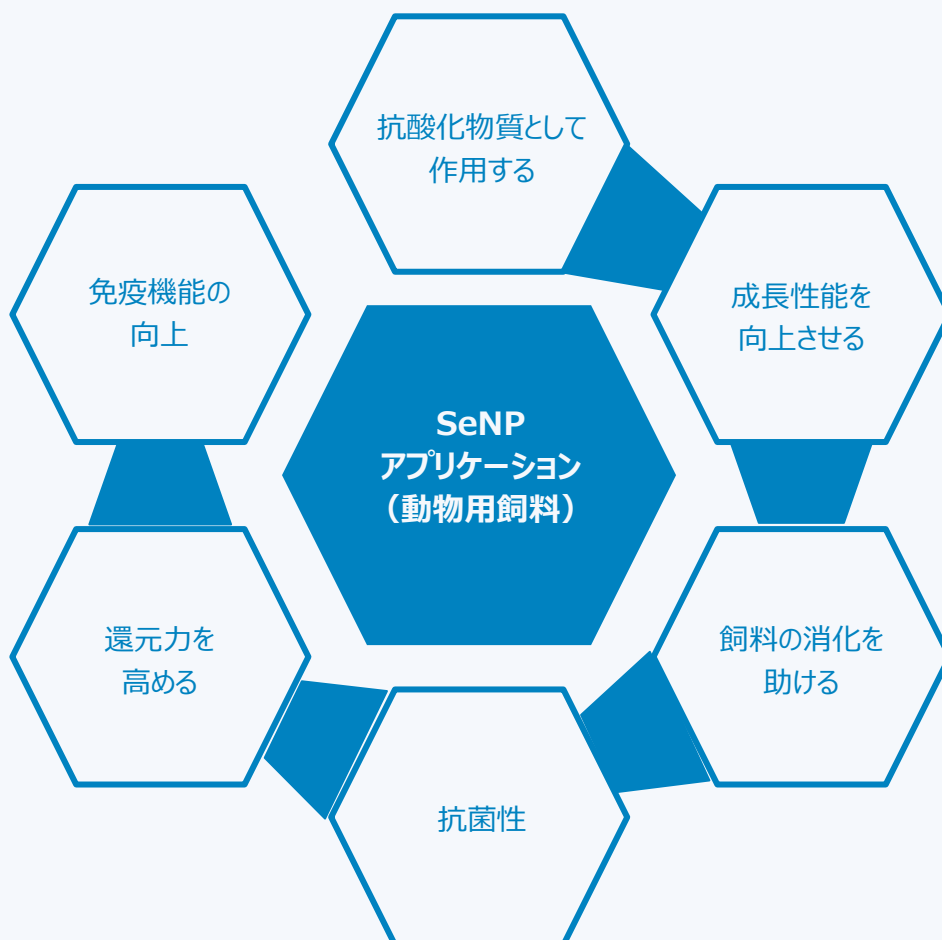 抗酸化物質として
作用する
免疫機能の
向上
成長性能を
向上させる
SeNP
アプリケーション
（動物用飼料）
還元力を
高める
飼料の消化を
助ける
抗菌性